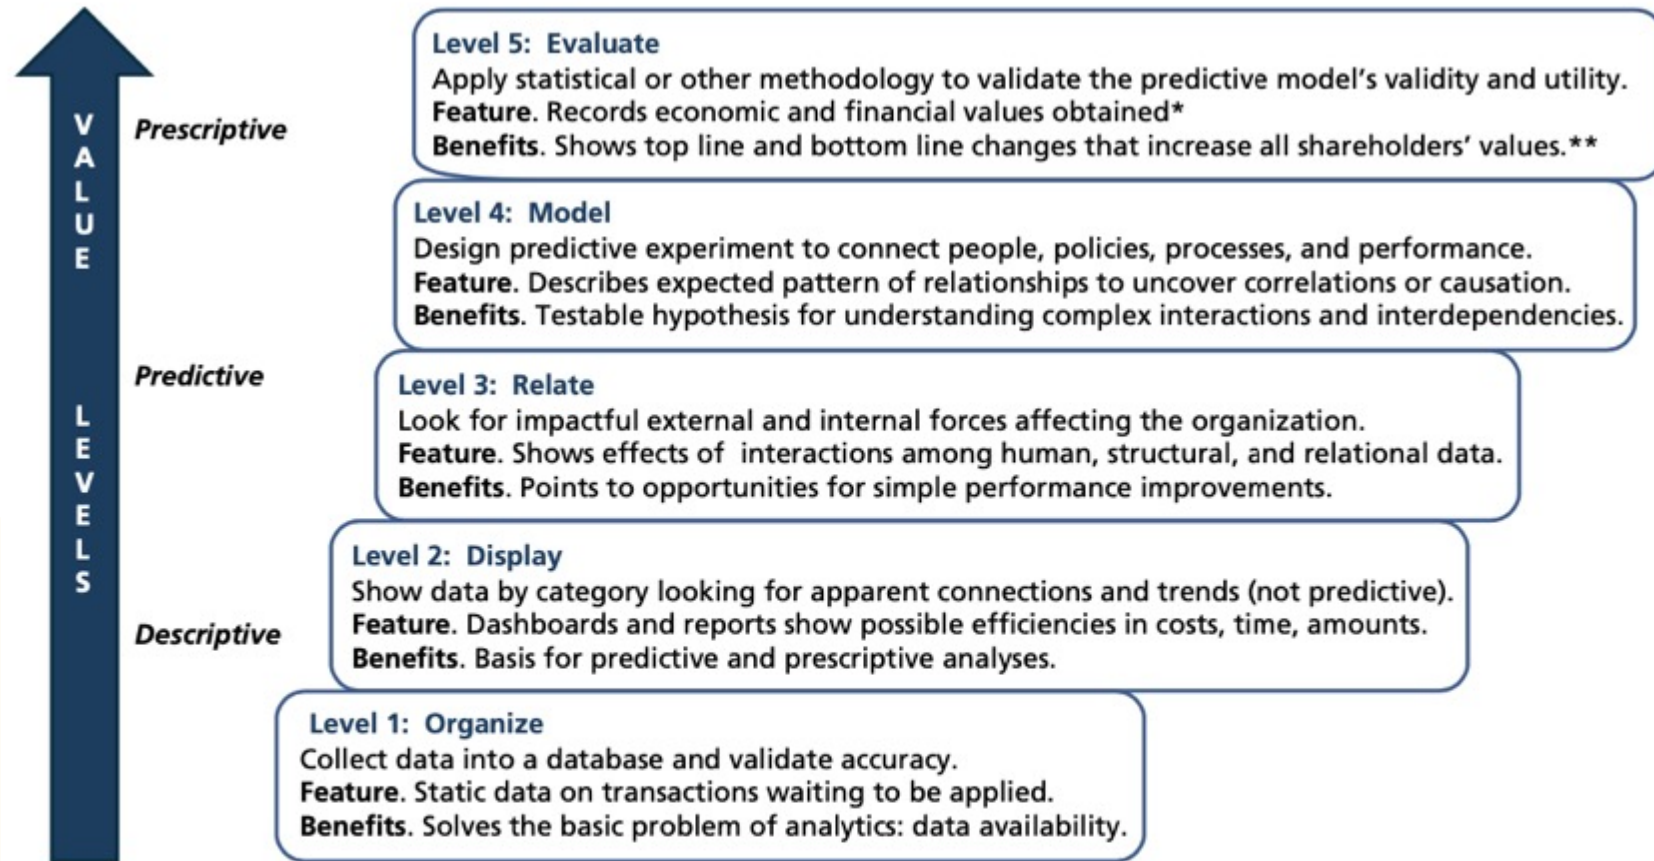 VALUE LEVELS
Prescriptive
Predictive
Descriptive
Level 5: Evaluate
Apply statistical or other methodology to validate the predictive model's validity and utility.
Feature. Records economic and financial values obtained*
Benefits. Shows top line and bottom line changes that increase all shareholders' values.**
Level 4: Model
Design predictive experiment to connect people, policies, processes, and performance.
Feature. Describes expected pattern of relationships to uncover correlations or causation.
Benefits. Testable hypothesis for understanding complex interactions and interdependencies.
Level 3: Relate
Look for impactful external and internal forces affecting the organization.
Feature. Shows effects of interactions among human, structural, and relational data.
Benefits. Points to opportunities for simple performance improvements.
Level 2: Display
Show data by category looking for apparent connections and trends (not predictive).
Feature. Dashboards and reports show possible efficiencies in costs, time, amounts.
Benefits. Basis for predictive and prescriptive analyses.
Level 1: Organize
Collect data into a database and validate accuracy.
Feature. Static data on transactions waiting to be applied.
Benefits. Solves the basic problem of analytics: data availability.